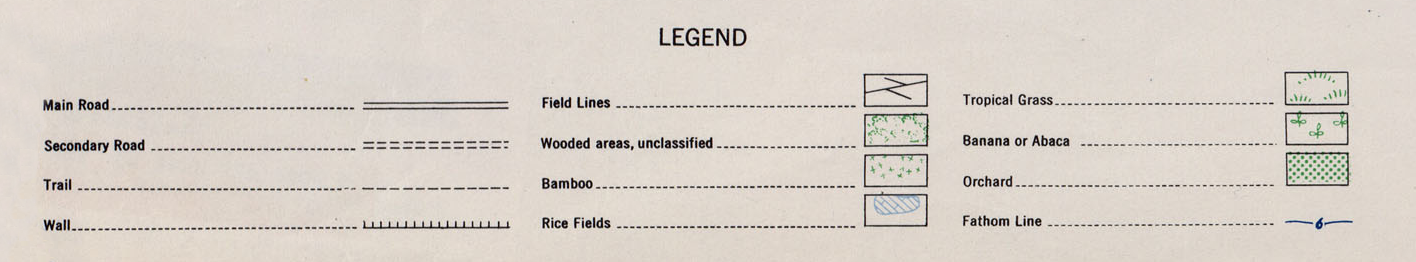 LEGEND
Main Road
Secondary Road
Trail
Wall
Field Lines
Wooded areas, unclassified
Bamboo
Rice Fields
Tropical Grass
Banana or Abaca
Orchard
Fathom Line
6